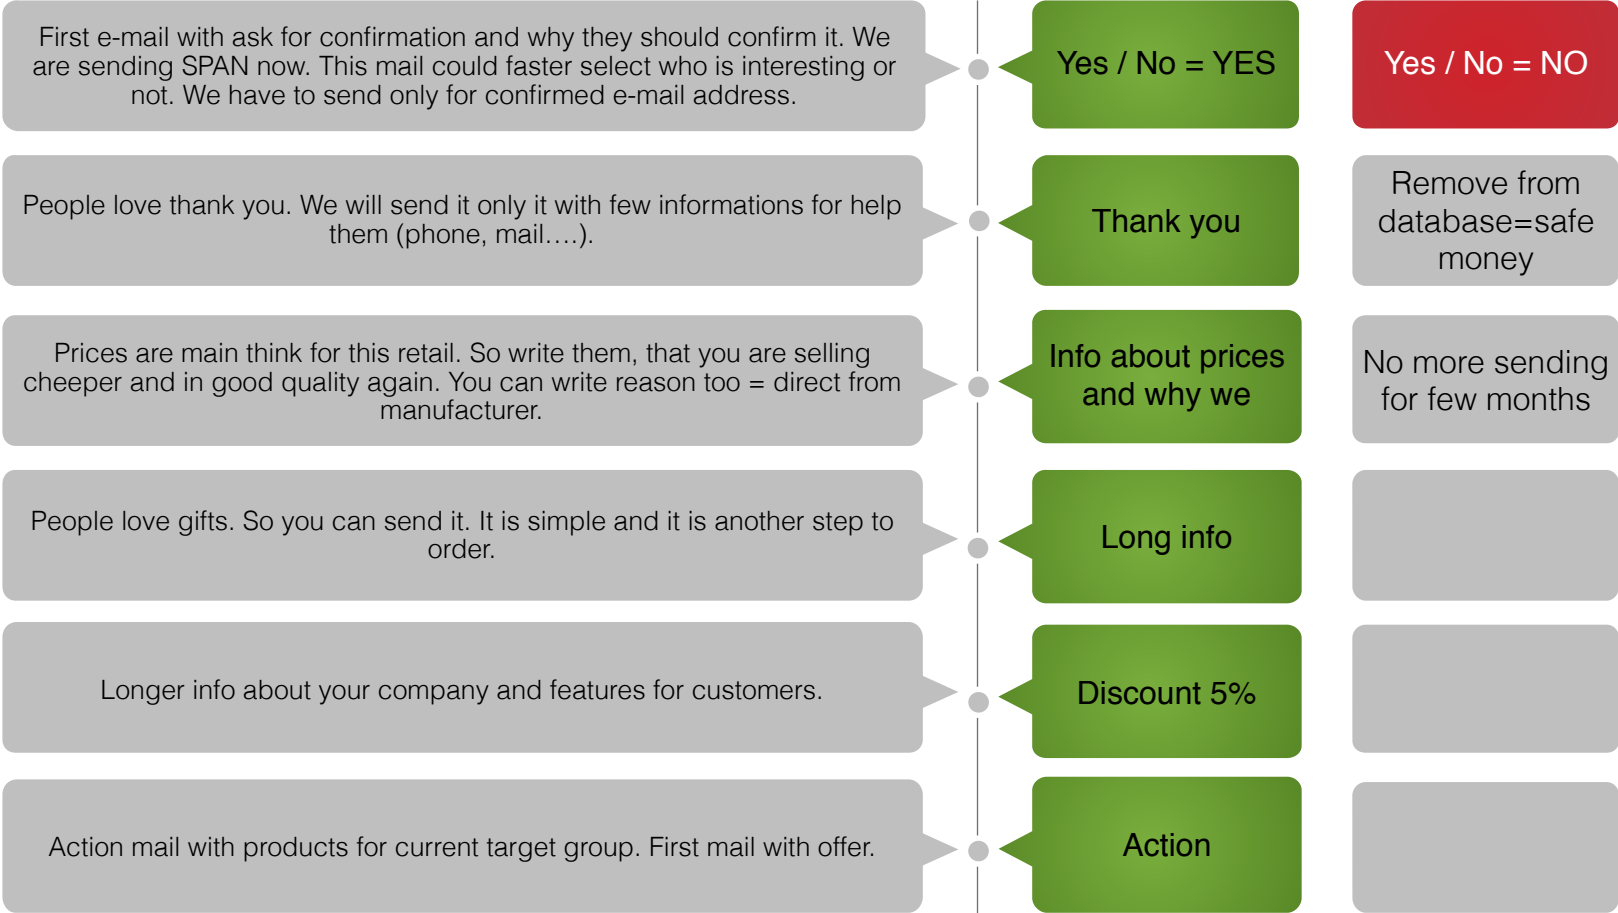 First e-mail with ask for confirmation and why they should confirm it. We
are sending SPAN now. This mail could faster select who is interesting or
not. We have to send only for confirmed e-mail address.
Yes / No = YES
Yes / No = NO
People love thank you. We will send it only it with few informations for help
them (phone, mail….).
Thank you
Remove from
database=safe
money
Prices are main think for this retail. So write them, that you are selling
cheeper and in good quality again. You can write reason too = direct from
manufacturer.
Info about prices
and why we
No more sending
for few months
People love gifts. So you can send it. It is simple and it is another step to
order.
Long info
Longer info about your company and features for customers.
Discount 5%
Action mail with products for current target group. First mail with offer.
Action